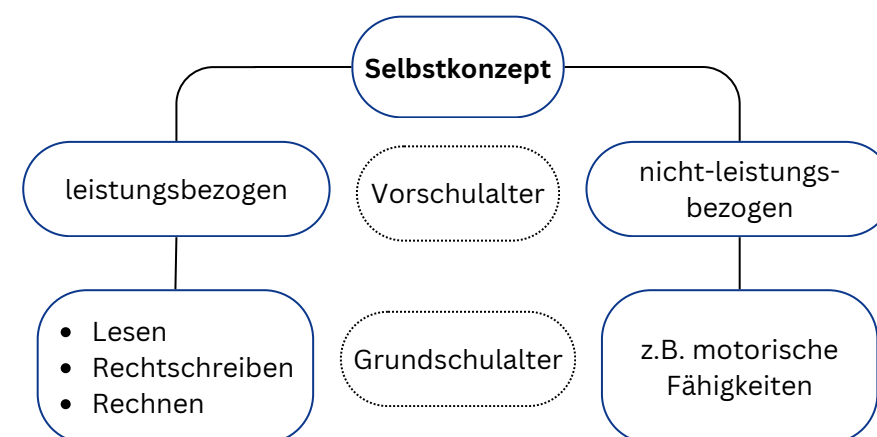 Selbstkonzept
leistungsbezogen
Vorschulalter
nicht-leistungs-
bezogen
• Lesen
• Rechtschreiben
• Rechnen
Grundschulalter
z.B. motorische
Fähigkeiten